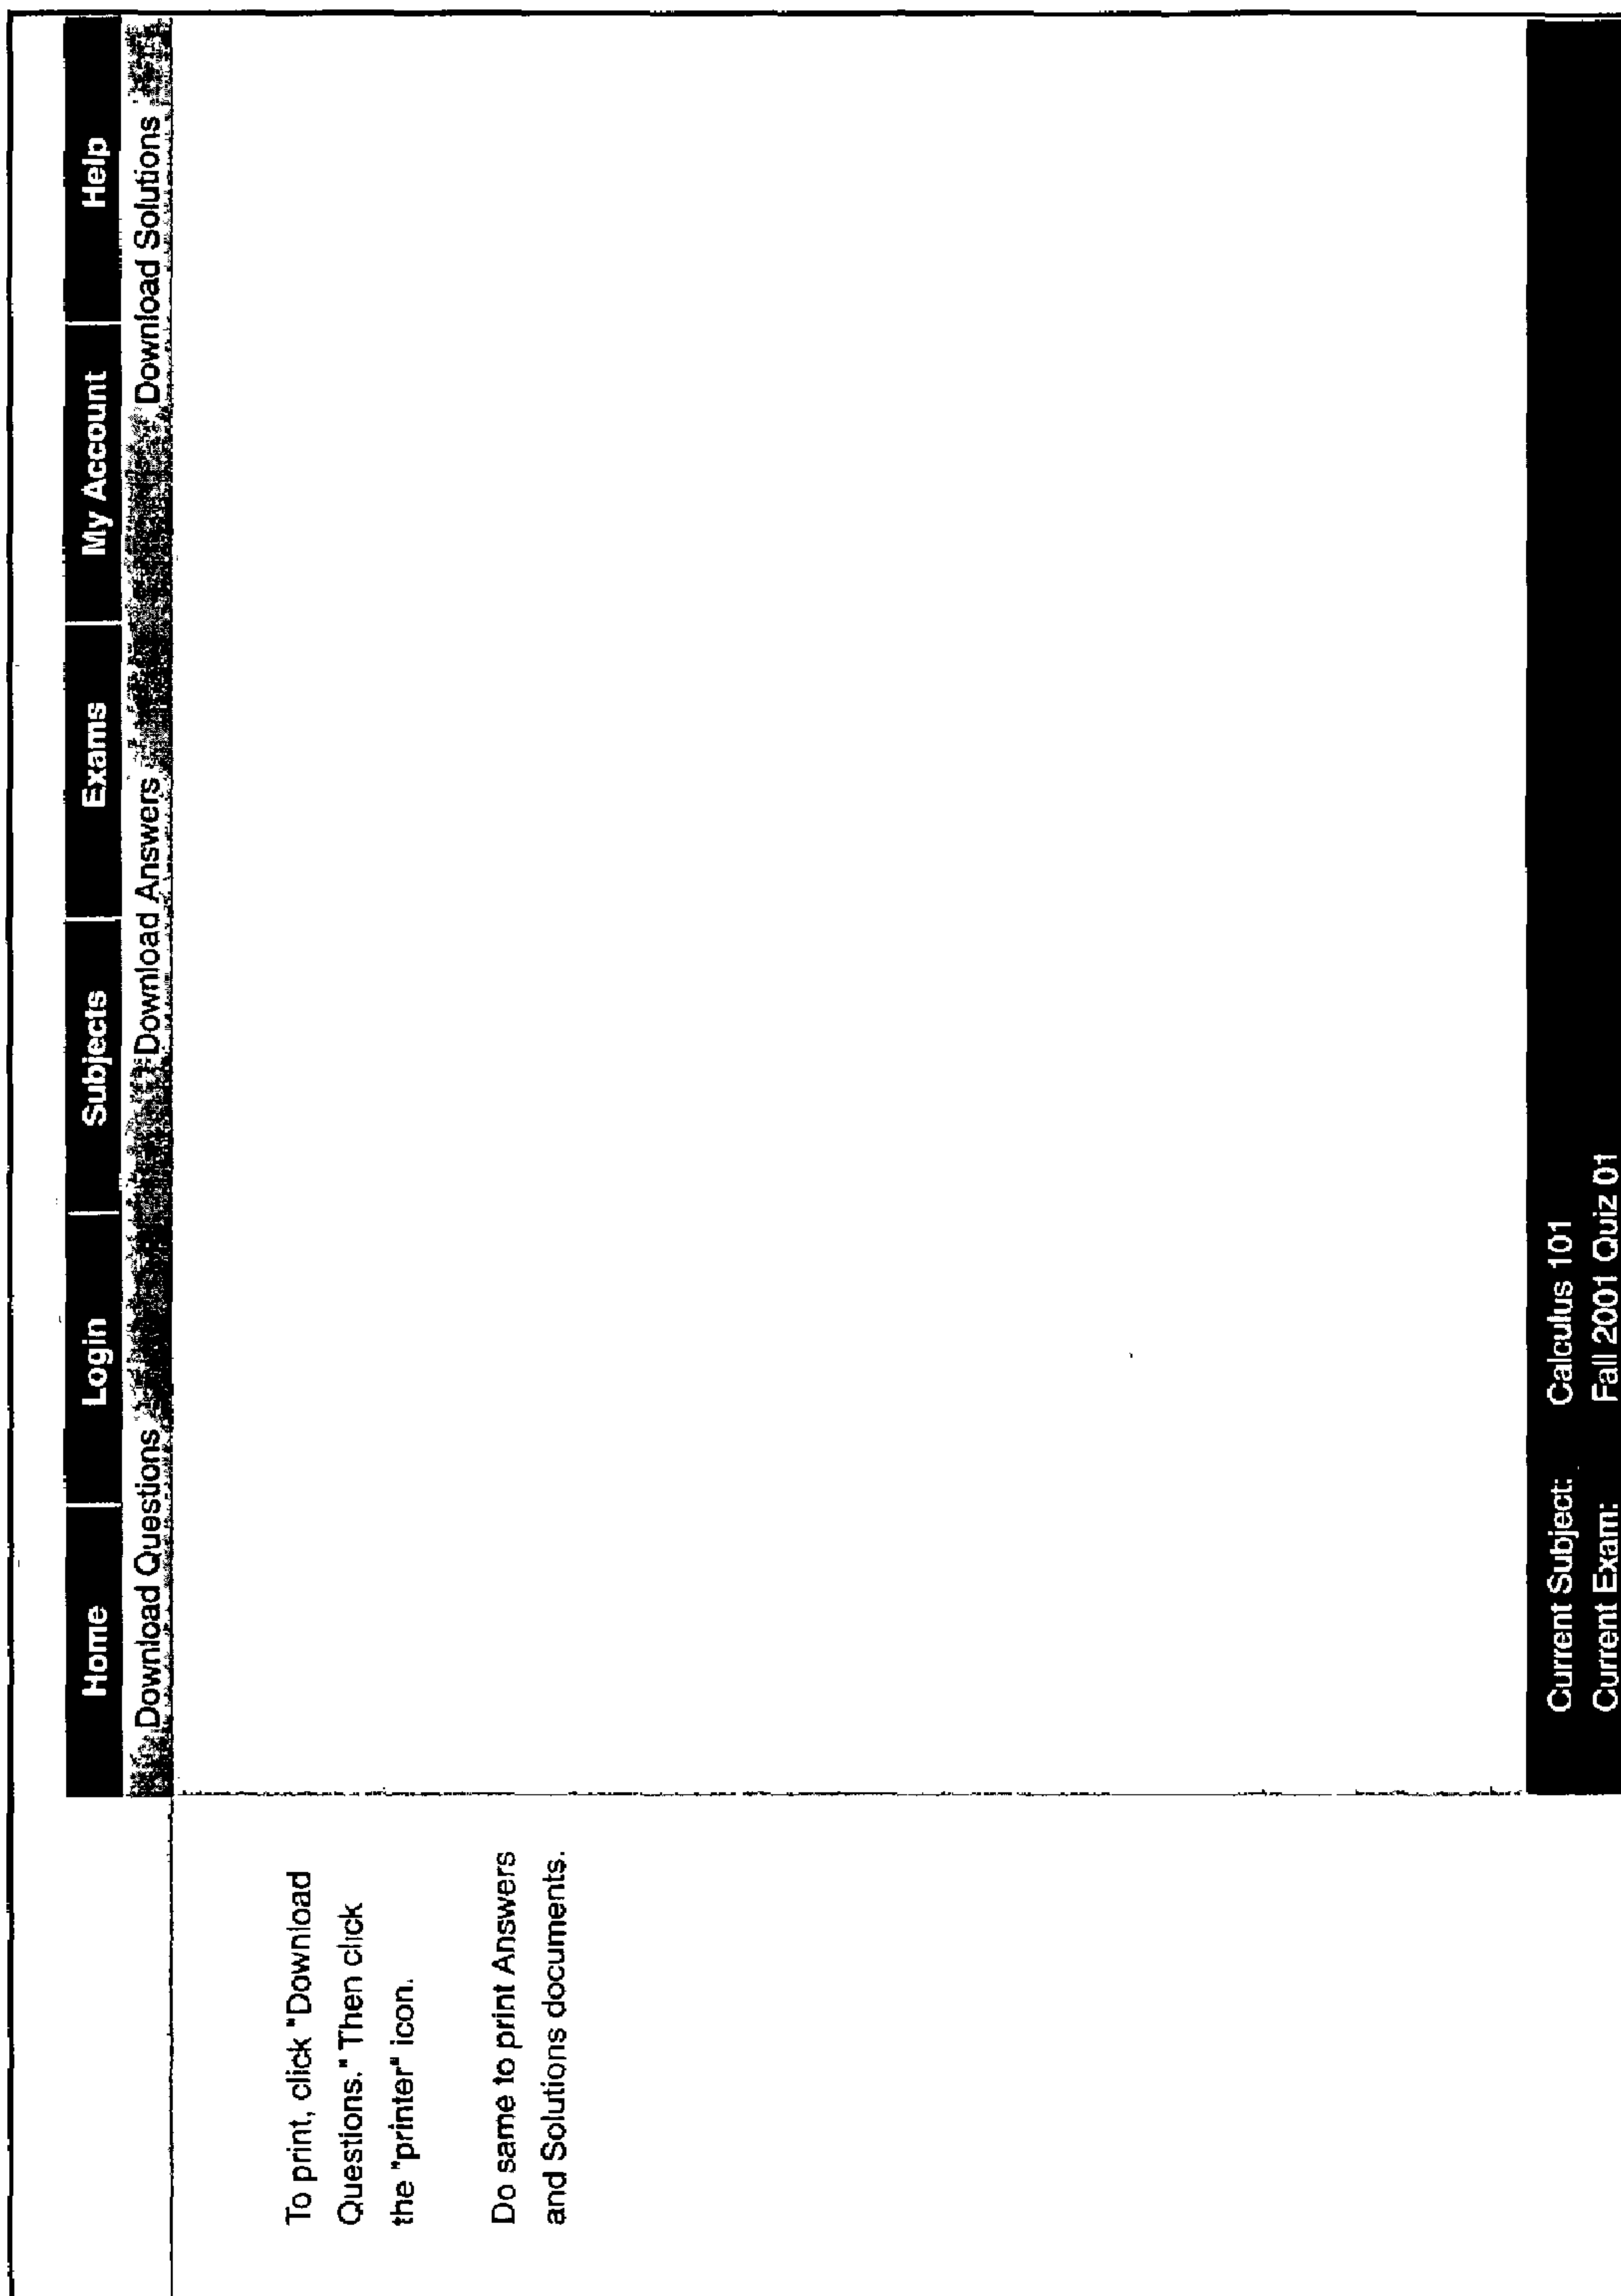 Home Login Subjects Exams My Account Help
Download Questions Download Answers Download Solutions
To print, click "Download
Questions." Then click
the "printer" icon.
Do same to print Answers
and Solutions documents.
Current Subject: Calculus 101
Current Exam: Fall 2001 Quiz 01